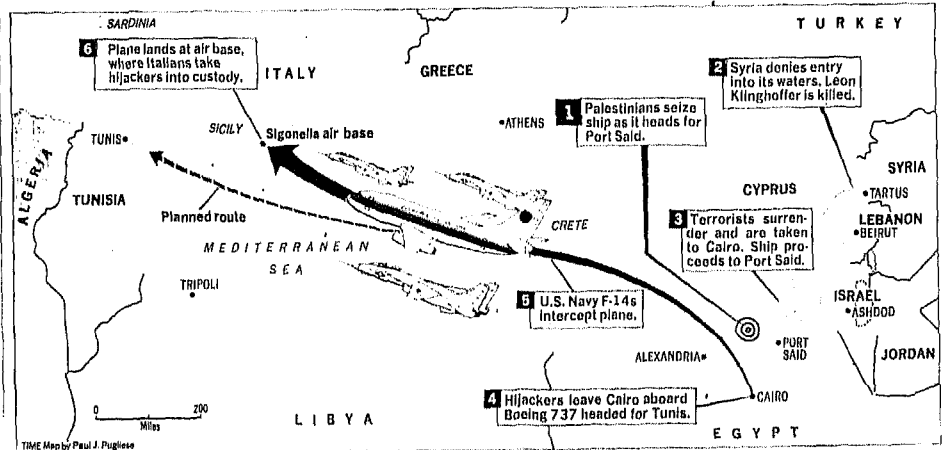 SARDINIA
TURKEY
6 Plane lands at air base,
where Italians take
hijackers into custody.
ITALY
GREECE
2 Syria denies entry
into its waters, Leon
Klinghoffer is killed.
1 Palestinians seize
ship as it heads for
Port Said.
ATHENS
SICILY
Sigonella air base
TUNIS
ALGERIA
TUNISIA
SYRIA
CYPRUS
TARTUS
LEBANON
BEIRUT
Planned route
CRETE
3 Terrorists surren-
der and are taken
to Cairo. Ship pro-
ceeds to Port Said.
MEDITERRANEAN
SEA
TRIPOLI
5 U.S. Navy F-14s
intercept plane.
ISRAEL
ASHDOD
PORT
SAID
ALEXANDRIA
JORDAN
4 Hijackers leave Cairo aboard
Boeing 737 headed for Tunis.
CAIRO
0 200
Miles
LIBYA
EGYPT
TIME Map by Paul J. Pugliese